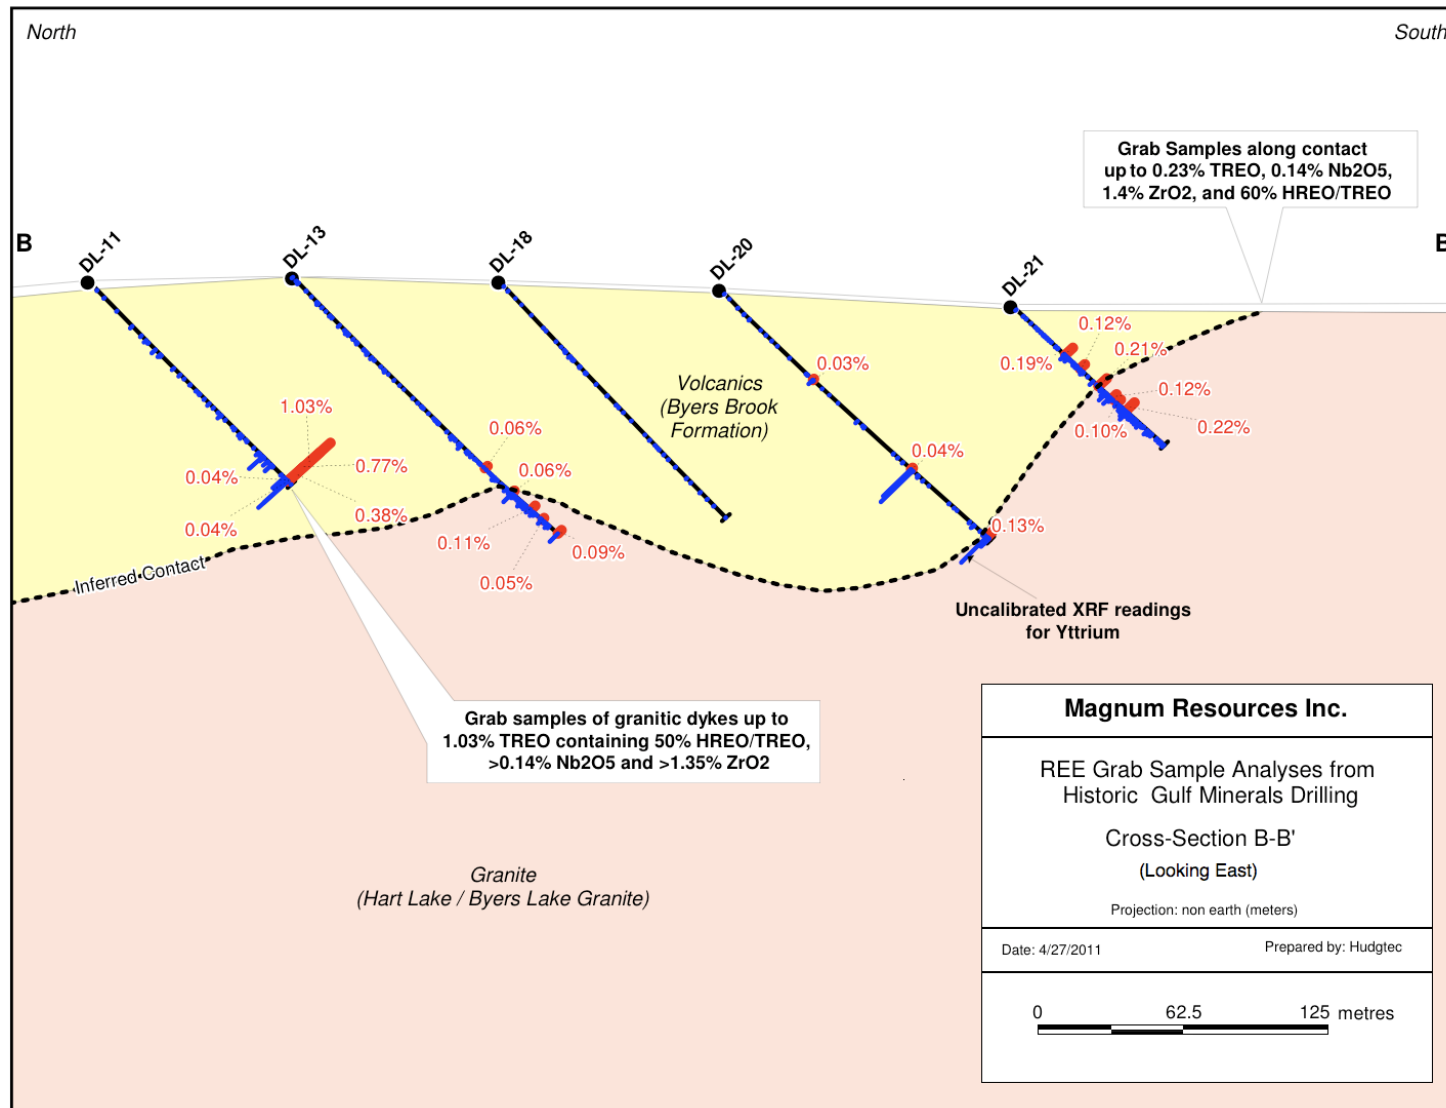 North
South
Grab Samples along contact
up to 0.23% TREO, 0.14% Nb2O5,
1.4% ZrO2, and 60% HREO/TREO
B
B
DL-11
DL-13
DL-18
DL-20
DL-21
0.12%
0.19%
0.21%
0.12%
0.10%
0.22%
0.03%
Volcanics
(Byers Brook
Formation)
1.03%
0.06%
0.04%
0.77%
0.04%
0.06%
0.04%
0.38%
0.11%
0.09%
0.05%
0.13%
Inferred Contact
Uncalibrated XRF readings
for Yttrium
Grab samples of granitic dykes up to
1.03% TREO containing 50% HREO/TREO,
>0.14% Nb2O5 and >1.35% ZrO2
Granite
(Hart Lake / Byers Lake Granite)
Magnum Resources Inc.
REE Grab Sample Analyses from
Historic Gulf Minerals Drilling
Cross-Section B-B'
(Looking East)
Projection: non earth (meters)
Date: 4/27/2011
Prepared by: Hudgtec
0 62.5 125 metres